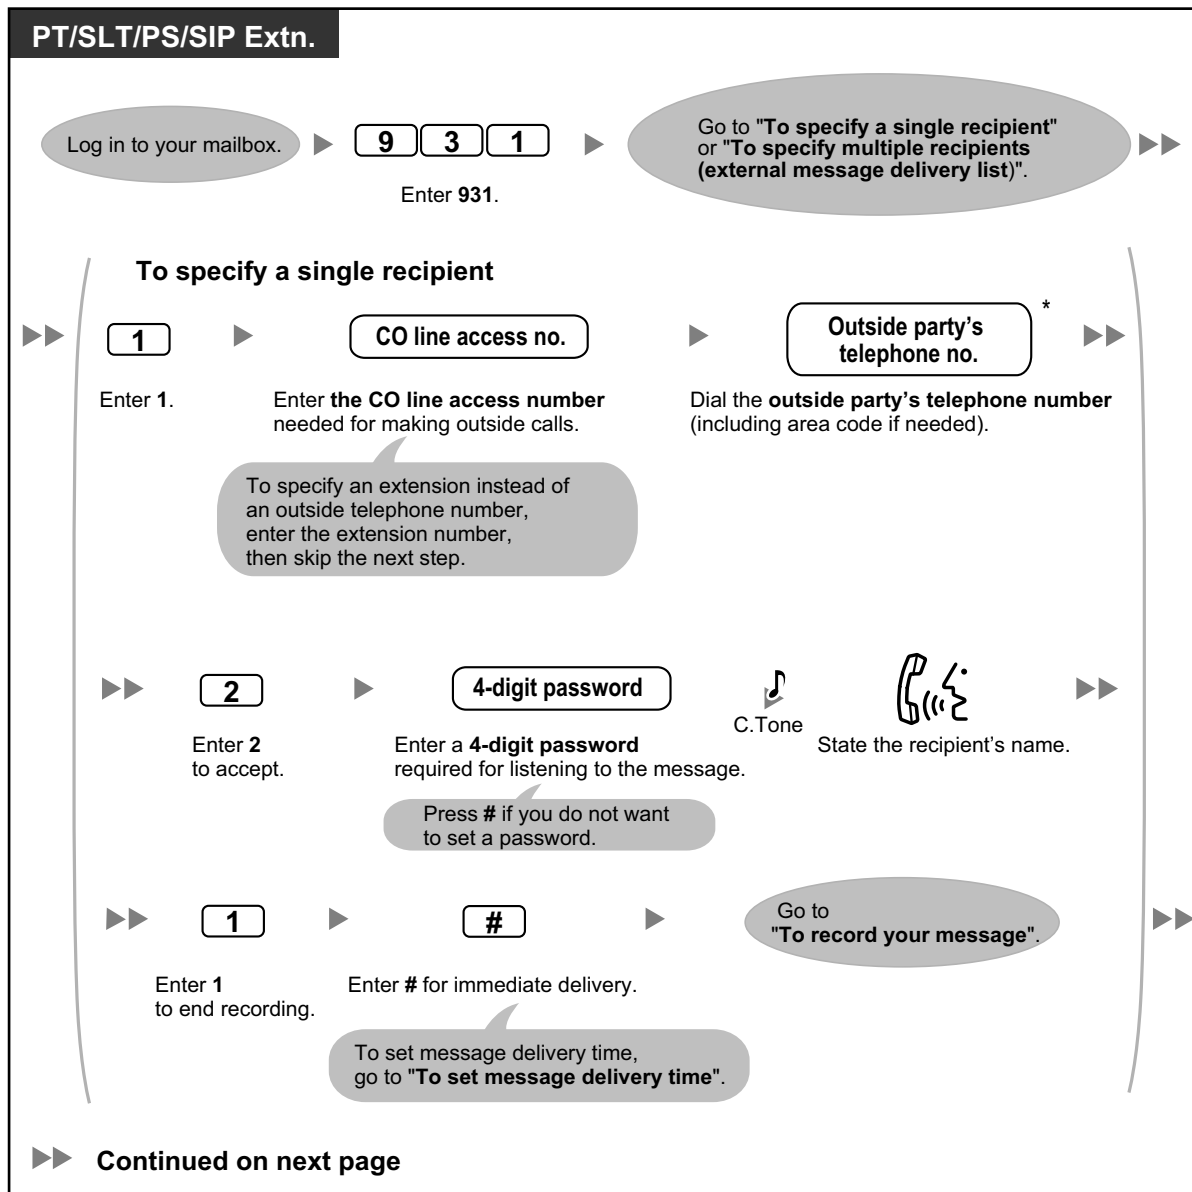 PT/SLT/PS/SIP Extn.
Log in to your mailbox.
9 3 1
Enter 931.
Go to "To specify a single recipient"
or "To specify multiple recipients
(external message delivery list)".
To specify a single recipient
1
Enter 1.
CO line access no.
Enter the CO line access number
needed for making outside calls.
To specify an extension instead of
an outside telephone number,
enter the extension number,
then skip the next step.
Outside party's
telephone no.
*
Dial the outside party's telephone number
(including area code if needed).
2
Enter 2
to accept.
4-digit password
Enter a 4-digit password
required for listening to the message.
Press # if you do not want
to set a password.
C.Tone
State the recipient's name.
1
Enter 1
to end recording.
#
Enter # for immediate delivery.
To set message delivery time,
go to "To set message delivery time".
Go to
"To record your message".
Continued on next page